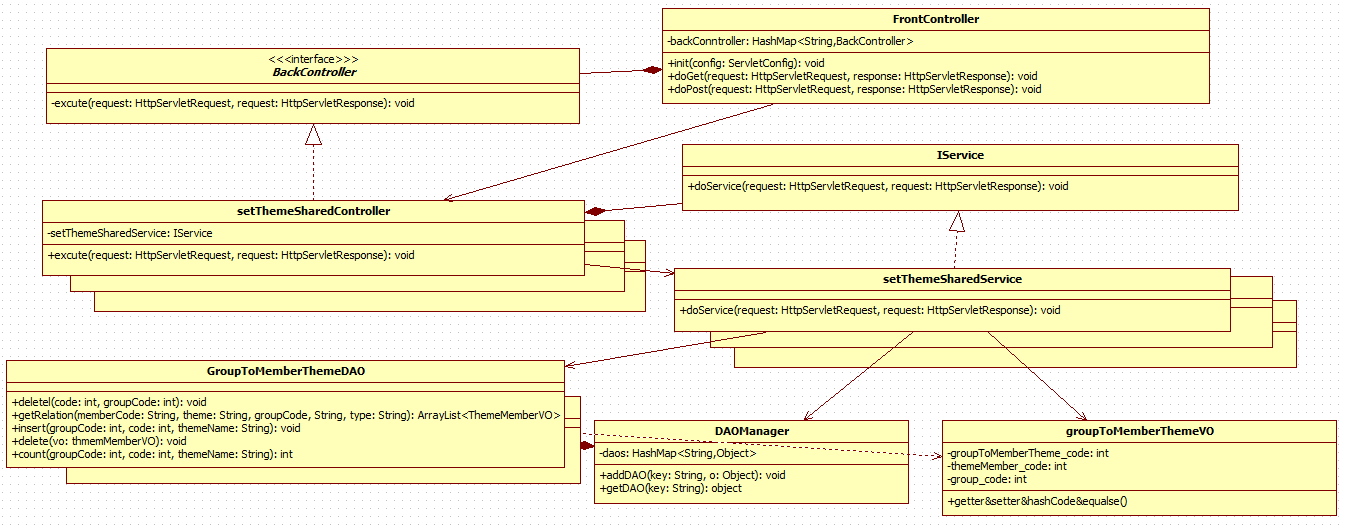 FrontController
-backConntroller: HashMap<String,BackController>
+init(config: ServletConfig): void
+doGet(request: HttpServletRequest, response: HttpServletResponse): void
+doPost(request: HttpServletRequest, response: HttpServletResponse): void
<<<interface>>>
BackController
-excute(request: HttpServletRequest, request: HttpServletResponse): void
IService
+doService(request: HttpServletRequest, request: HttpServletResponse): void
setThemeSharedController
-setThemeSharedService: IService
+excute(request: HttpServletRequest, request: HttpServletResponse): void
setThemeSharedService
+doService(request: HttpServletRequest, request: HttpServletResponse): void
GroupToMemberThemeDAO
+deletel(code: int, groupCode: int): void
+getRelation(memberCode: String, theme: String, groupCode, String, type: String): ArrayList<ThemeMemberVO>
+insert(groupCode: int, code: int, themeName: String): void
+delete(vo: thmemMemberVO): void
+count(groupCode: int, code: int, themeName: String): int
DAOManager
-daos: HashMap<String,Object>
+addDAO(key: String, o: Object): void
+getDAO(key: String): object
groupToMemberThemeVO
-groupToMemberTheme_code: int
-themeMember_code: int
-group_code: int
+getter&setter&hashCode&equalse()